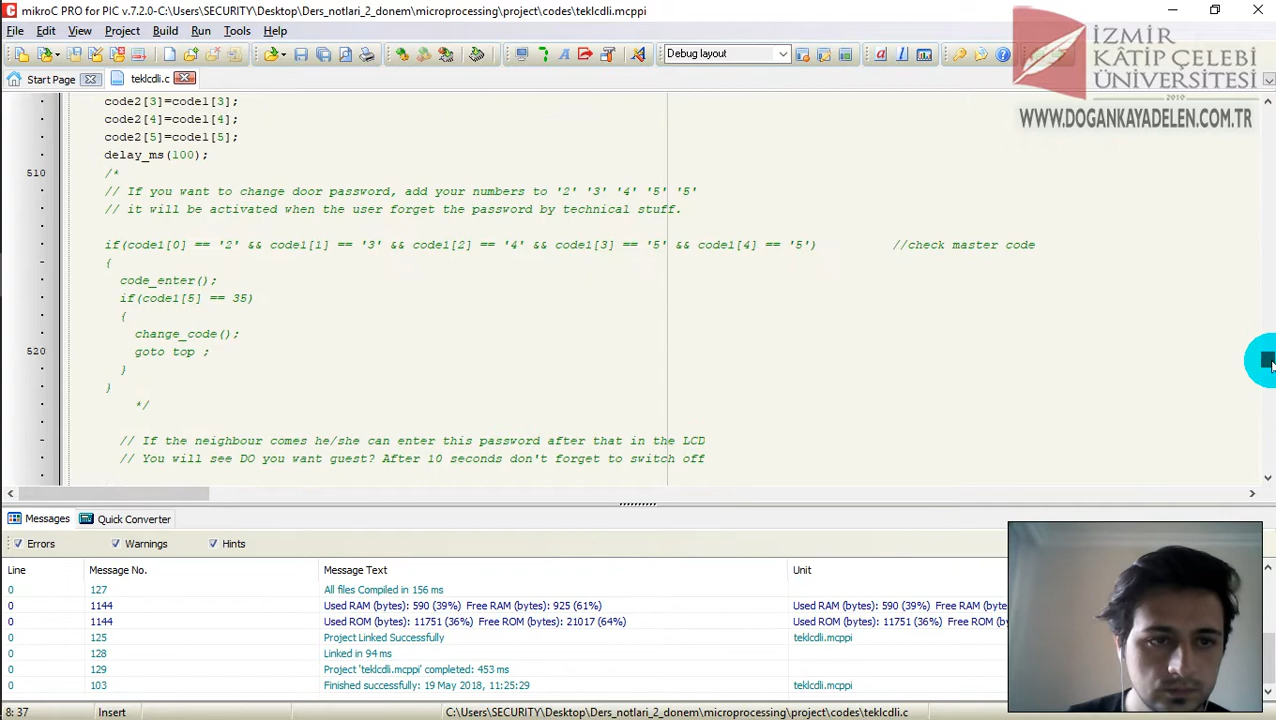 mikroC PRO for PIC v.7.2.0-C:\Users\SECURITY\Desktop\Ders_notlari_2_donem\microprocessing\project\codes\teklcdli.mcppi
File Edit View Project Build Run Tools Help
Debug layout
Start Page teklcdli.c
İZMİR
KÂTİP ÇELEBİ
ÜNİVERSİTESİ
2010
WWW.DOGANKAYADELEN.COM.TR
code2[3]=code1[3];
code2[4]=code1[4];
code2[5]=code1[5];
delay_ms(100);
510 /*
// If you want to change door password, add your numbers to '2' '3' '4' '5' '5'
// it will be activated when the user forget the password by technical stuff.
if(code1[0] == '2' && code1[1] == '3' && code1[2] == '4' && code1[3] == '5' && code1[4] == '5') //check master code
{
code_enter();
if(code1[5] == 35)
{
change_code();
520 goto top ;
}
}
*/
// If the neighbour comes he/she can enter this password after that in the LCD
// You will see DO you want guest? After 10 seconds don't forget to switch off
Messages Quick Converter
Errors Warnings Hints
Line Message No. Message Text Unit
0 127 All files Compiled in 156 ms
0 1144 Used RAM (bytes): 590 (39%) Free RAM (bytes): 925 (61%) Used RAM (bytes): 590 (39%) Free RA
0 1144 Used ROM (bytes): 11751 (36%) Free ROM (bytes): 21017 (64%) Used ROM (bytes): 11751 (36%) Fre
0 125 Project Linked Successfully teklcdli.mcppi
0 128 Linked in 94 ms
0 129 Project 'teklcdli.mcppi' completed: 453 ms
0 103 Finished successfully: 19 May 2018, 11:25:29 teklcdli.mcppi
8: 37 Insert C:\Users\SECURITY\Desktop\Ders_notlari_2_donem\microprocessing\project\codes\teklcdli.c